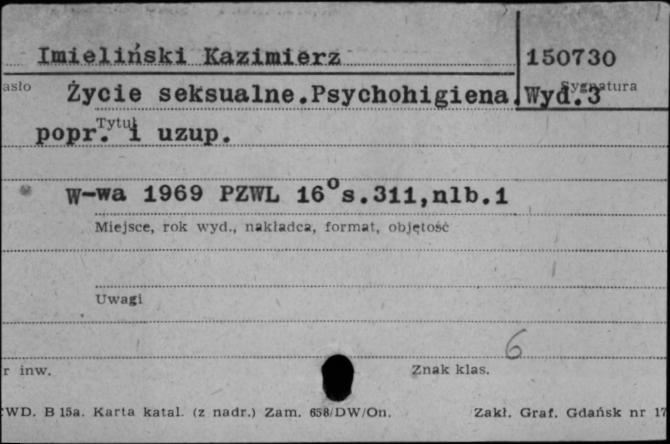 Imieliński Kazimierz 150730
asło Sygnatura
Życie seksualne.Psychohigiena.Wyd.3
Tytuł
popr. i uzup.
W-wa 1969 PZWL 16° s.311,nlb.1
Miejsce, rok wyd., nakładca, format, objętość
Uwagi
6
r inw. Znak klas.
WD. B 15a. Karta katal. (z nadr.) Zam. 658/DW/On. Zakł. Graf. Gdańsk nr 17